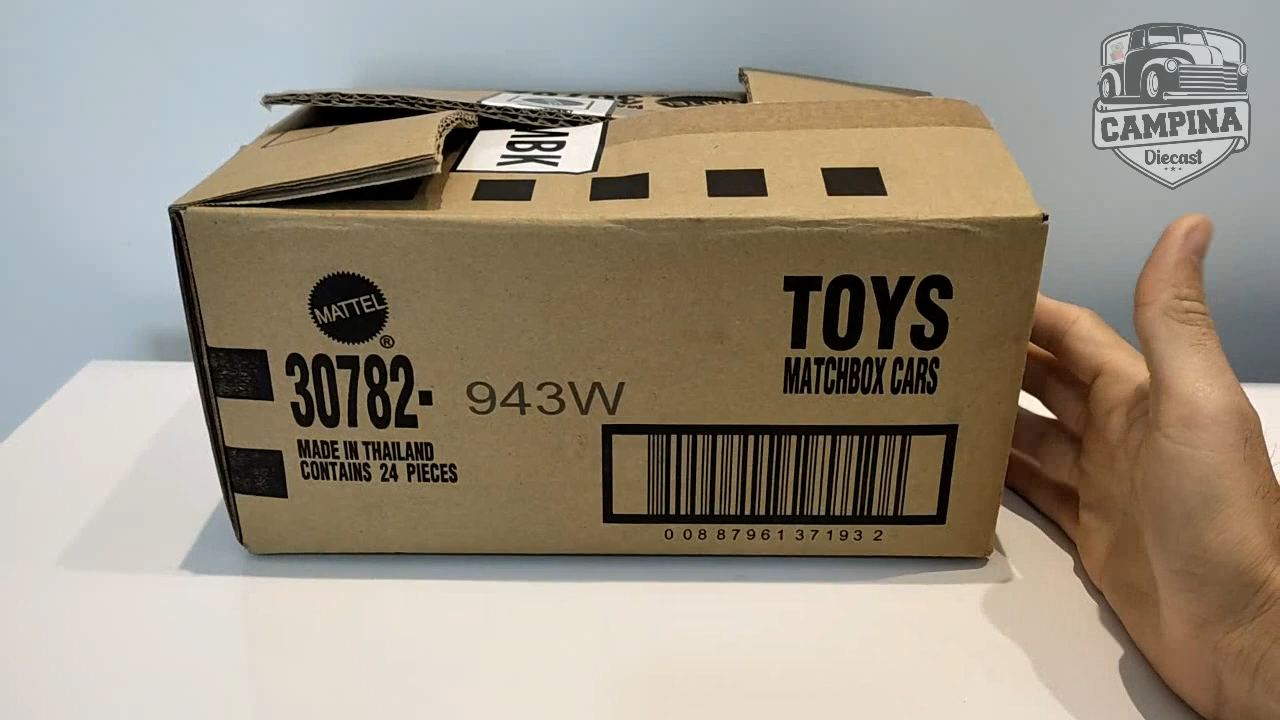 CAMPINA
Diecast
MBK
MATTEL
®
30782-
943W
MADE IN THAILAND
CONTAINS 24 PIECES
TOYS
MATCHBOX CARS
0 08 87961 37193 2